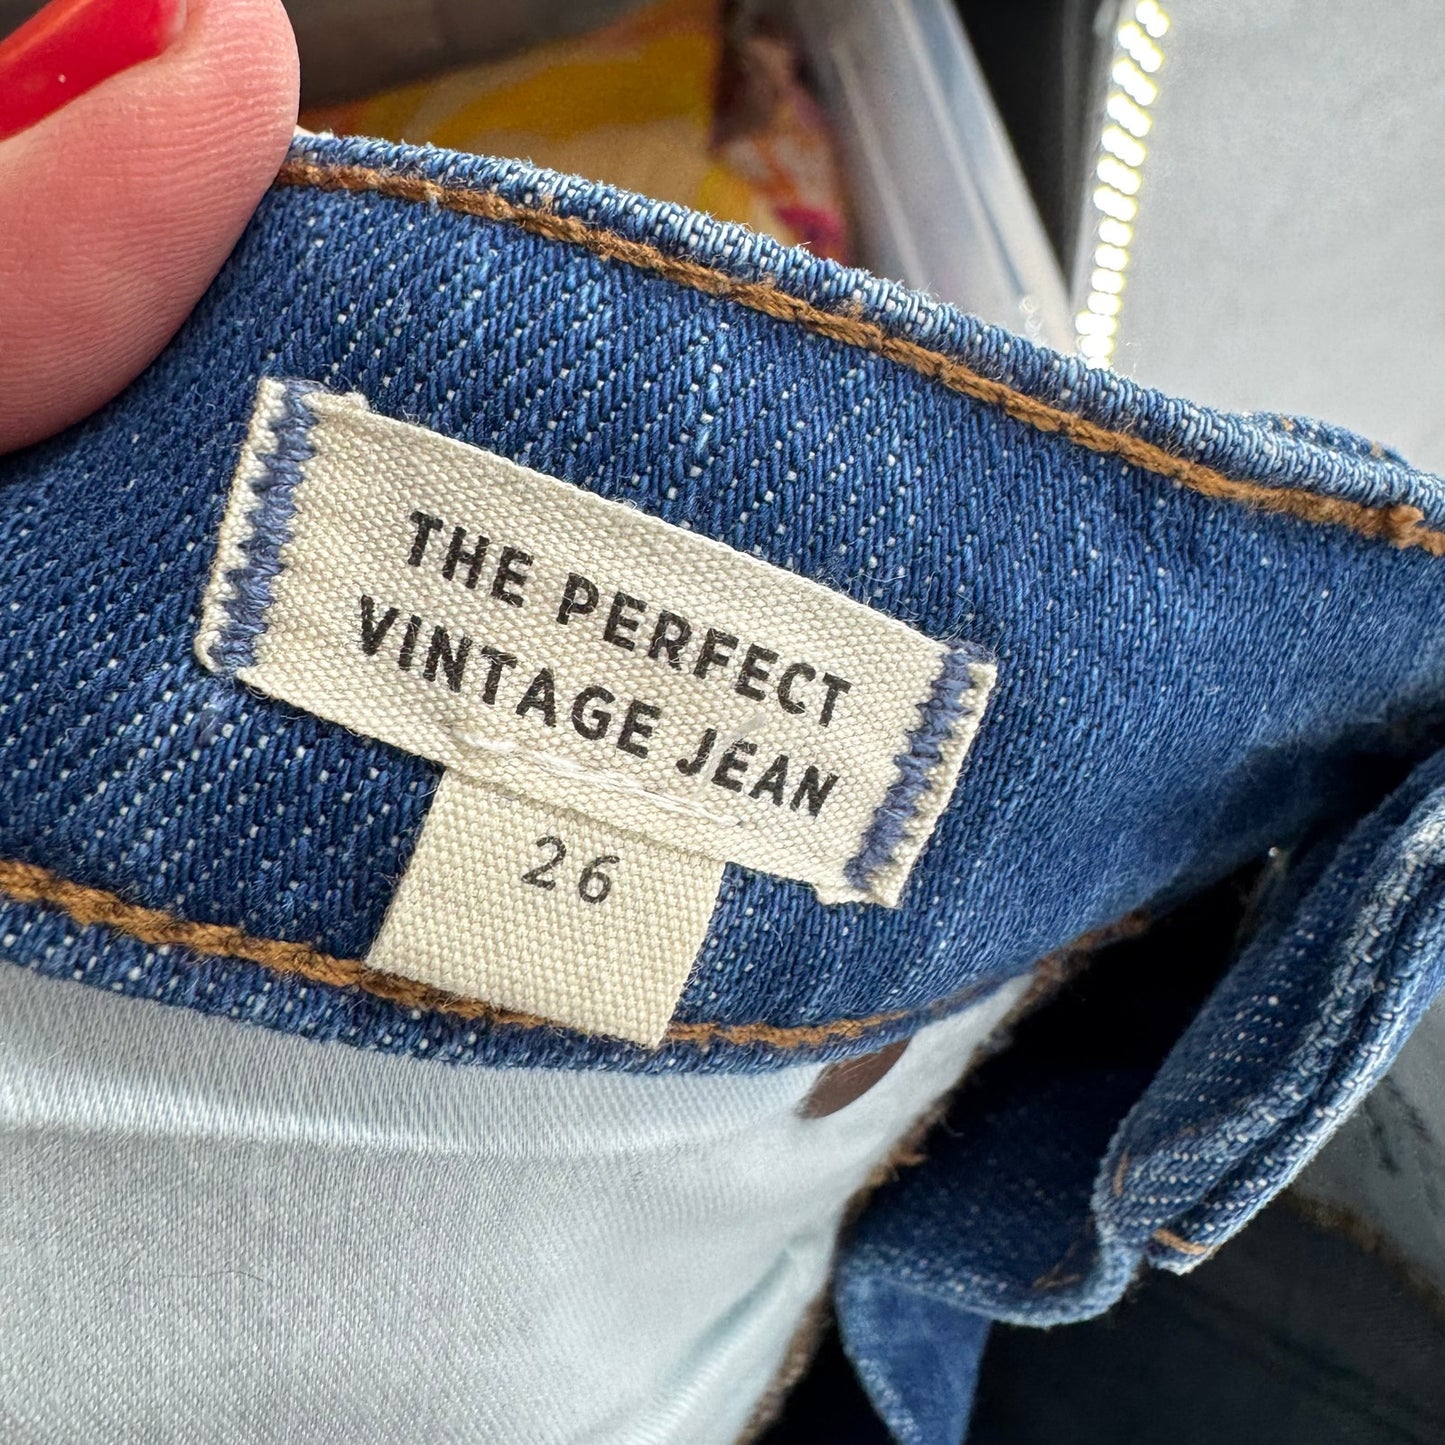 THE PERFECT
VINTAGE JEAN
26